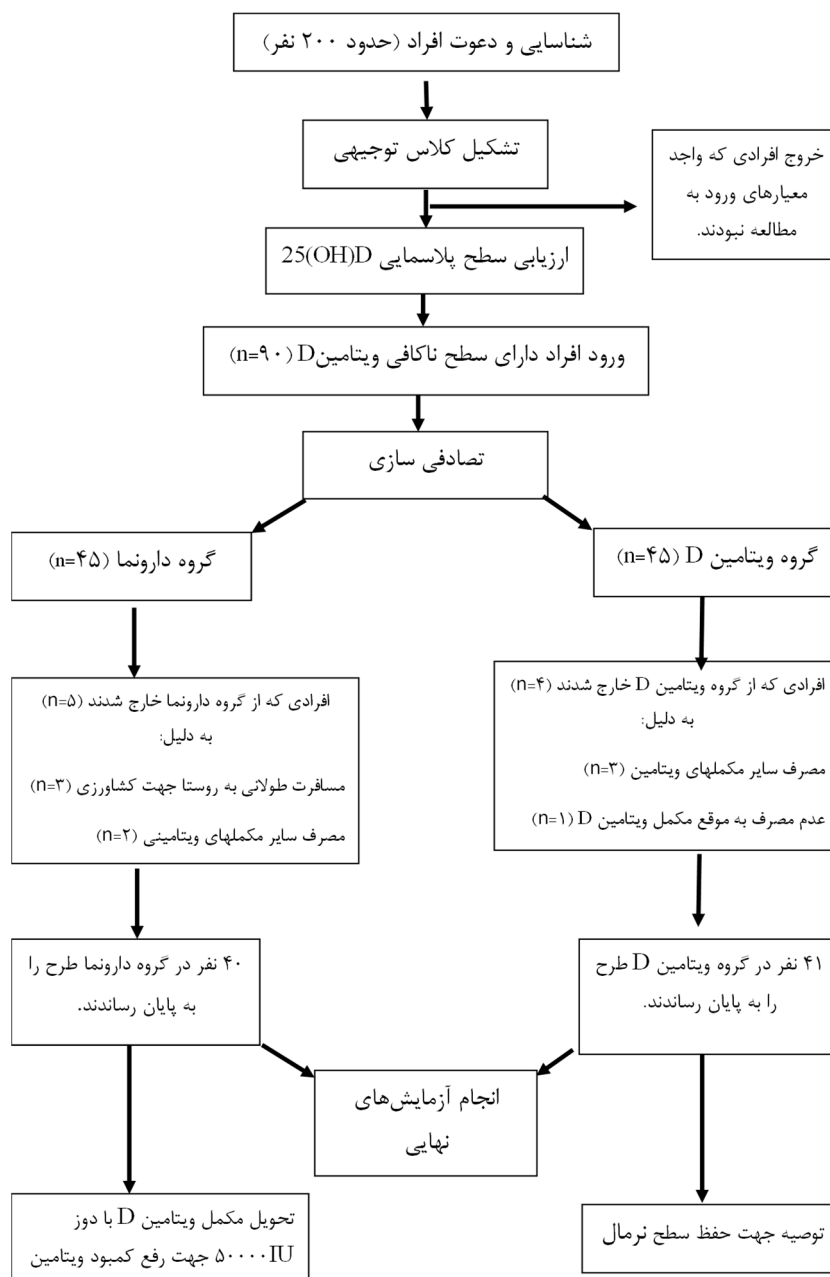 شناسایی و دعوت افراد (حدود ۲۰۰ نفر)
تشکیل کلاس توجیهی
خروج افرادی که واجد
معیارهای ورود به
مطالعه نبودند.
ارزیابی سطح پلاسمایی 25(OH)D
ورود افراد دارای سطح ناکافی ویتامینD (n=۹۰)
تصادفی سازی
گروه ویتامین D (n=۴۵)
گروه دارونما (n=۴۵)
افرادی که از گروه ویتامین D خارج شدند (n=۴)
به دلیل:
مصرف سایر مکملهای ویتامین (n=۳)
عدم مصرف به موقع مکمل ویتامین D (n=۱)
افرادی که از گروه دارونما خارج شدند (n=۵)
به دلیل:
مسافرت طولانی به روستا جهت کشاورزی (n=۳)
مصرف سایر مکملهای ویتامینی (n=۲)
۴۱ نفر در گروه ویتامین D طرح
را به پایان رساندند.
۴۰ نفر در گروه دارونما طرح را
به پایان رساندند.
انجام آزمایش‌های
نهایی
توصیه جهت حفظ سطح نرمال
تحویل مکمل ویتامین D با دوز
۵۰۰۰۰IU جهت رفع کمبود ویتامین